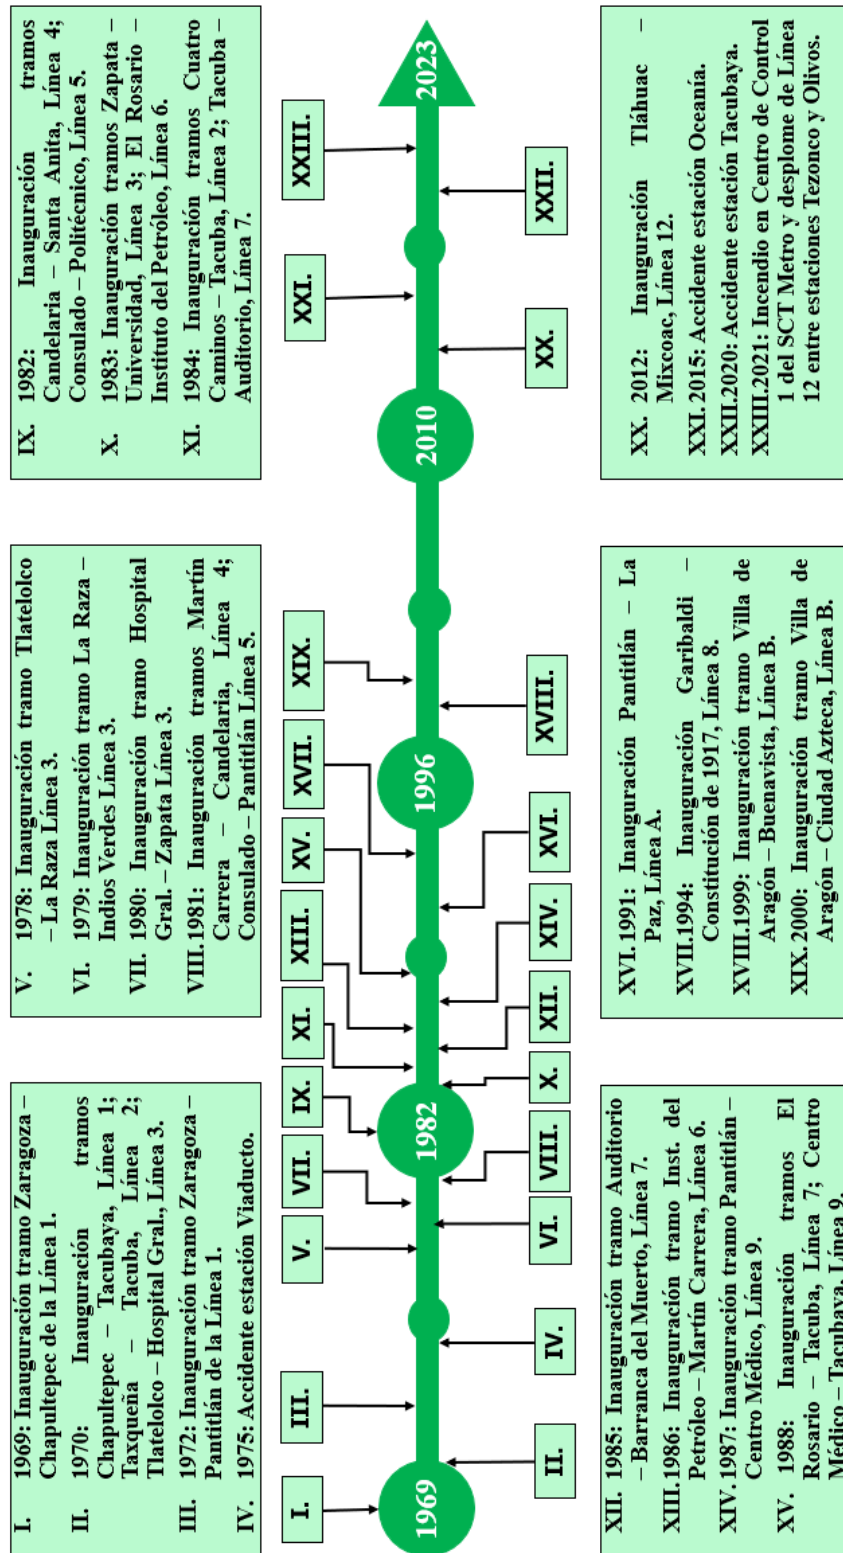 I. 1969: Inauguración tramo Zaragoza –
Chapultepec de la Línea 1.
II. 1970: Inauguración tramos
Chapultepec – Tacubaya, Línea 1;
Taxqueña – Tacuba, Línea 2;
Tlatelolco – Hospital Gral., Línea 3.
III. 1972: Inauguración tramo Zaragoza –
Pantitlán de la Línea 1.
IV. 1975: Accidente estación Viaducto.
V. 1978: Inauguración tramo Tlatelolco
– La Raza Línea 3.
VI. 1979: Inauguración tramo La Raza –
Indios Verdes Línea 3.
VII. 1980: Inauguración tramo Hospital
Gral. – Zapata Línea 3.
VIII. 1981: Inauguración tramos Martín
Carrera – Candelaria, Línea 4;
Consulado – Pantitlán Línea 5.
IX. 1982: Inauguración tramos
Candelaria – Santa Anita, Línea 4;
Consulado – Politécnico, Línea 5.
X. 1983: Inauguración tramos Zapata –
Universidad, Línea 3; El Rosario –
Instituto del Petróleo, Línea 6.
XI. 1984: Inauguración tramos Cuatro
Caminos – Tacuba, Línea 2; Tacuba –
Auditorio, Línea 7.
I.
III.
V.
VII.
IX.
XI.
XIII.
XV.
XVII.
XIX.
XXI.
XXIII.
1969
1982
1996
2010
2023
II.
IV.
VI.
VIII.
X.
XII.
XIV.
XVI.
XVIII.
XX.
XXII.
XII. 1985: Inauguración tramo Auditorio
– Barranca del Muerto, Línea 7.
XIII. 1986: Inauguración tramo Inst. del
Petróleo – Martín Carrera, Línea 6.
XIV. 1987: Inauguración tramo Pantitlán –
Centro Médico, Línea 9.
XV. 1988: Inauguración tramos El
Rosario – Tacuba, Línea 7; Centro
Médico – Tacubaya, Línea 9.
XVI. 1991: Inauguración Pantitlán – La
Paz, Línea A.
XVII. 1994: Inauguración Garibaldi –
Constitución de 1917, Línea 8.
XVIII. 1999: Inauguración tramo Villa de
Aragón – Buenavista, Línea B.
XIX. 2000: Inauguración tramo Villa de
Aragón – Ciudad Azteca, Línea B.
XX. 2012: Inauguración Tláhuac –
Mixcoac, Línea 12.
XXI. 2015: Accidente estación Oceanía.
XXII. 2020: Accidente estación Tacubaya.
XXIII. 2021: Incendio en Centro de Control
1 del SCT Metro y desplome de Línea
12 entre estaciones Tezonco y Olivos.